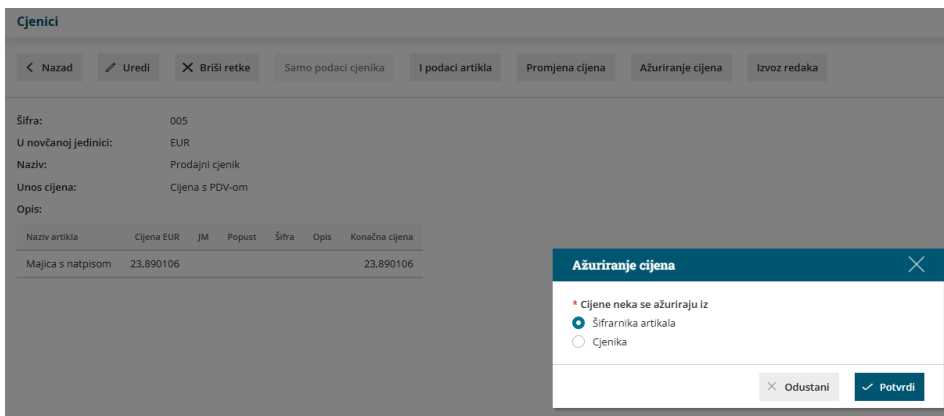 Cjenici
Nazad Uredi Briši retke Samo podaci cjenika I podaci artikla Promjena cijena Ažuriranje cijena Izvoz redaka
Šifra: 005
U novčanoj jedinici: EUR
Naziv: Prodajni cjenik
Unos cijena: Cijena s PDV-om
Opis:
Naziv artikla Cijena EUR JM Popust Šifra Opis Konačna cijena
Majica s natpisom 23,890106 23,890106
Ažuriranje cijena
* Cijene neka se ažuriraju iz
Šifrarnika artikala
Cjenika
Odustani Potvrdi